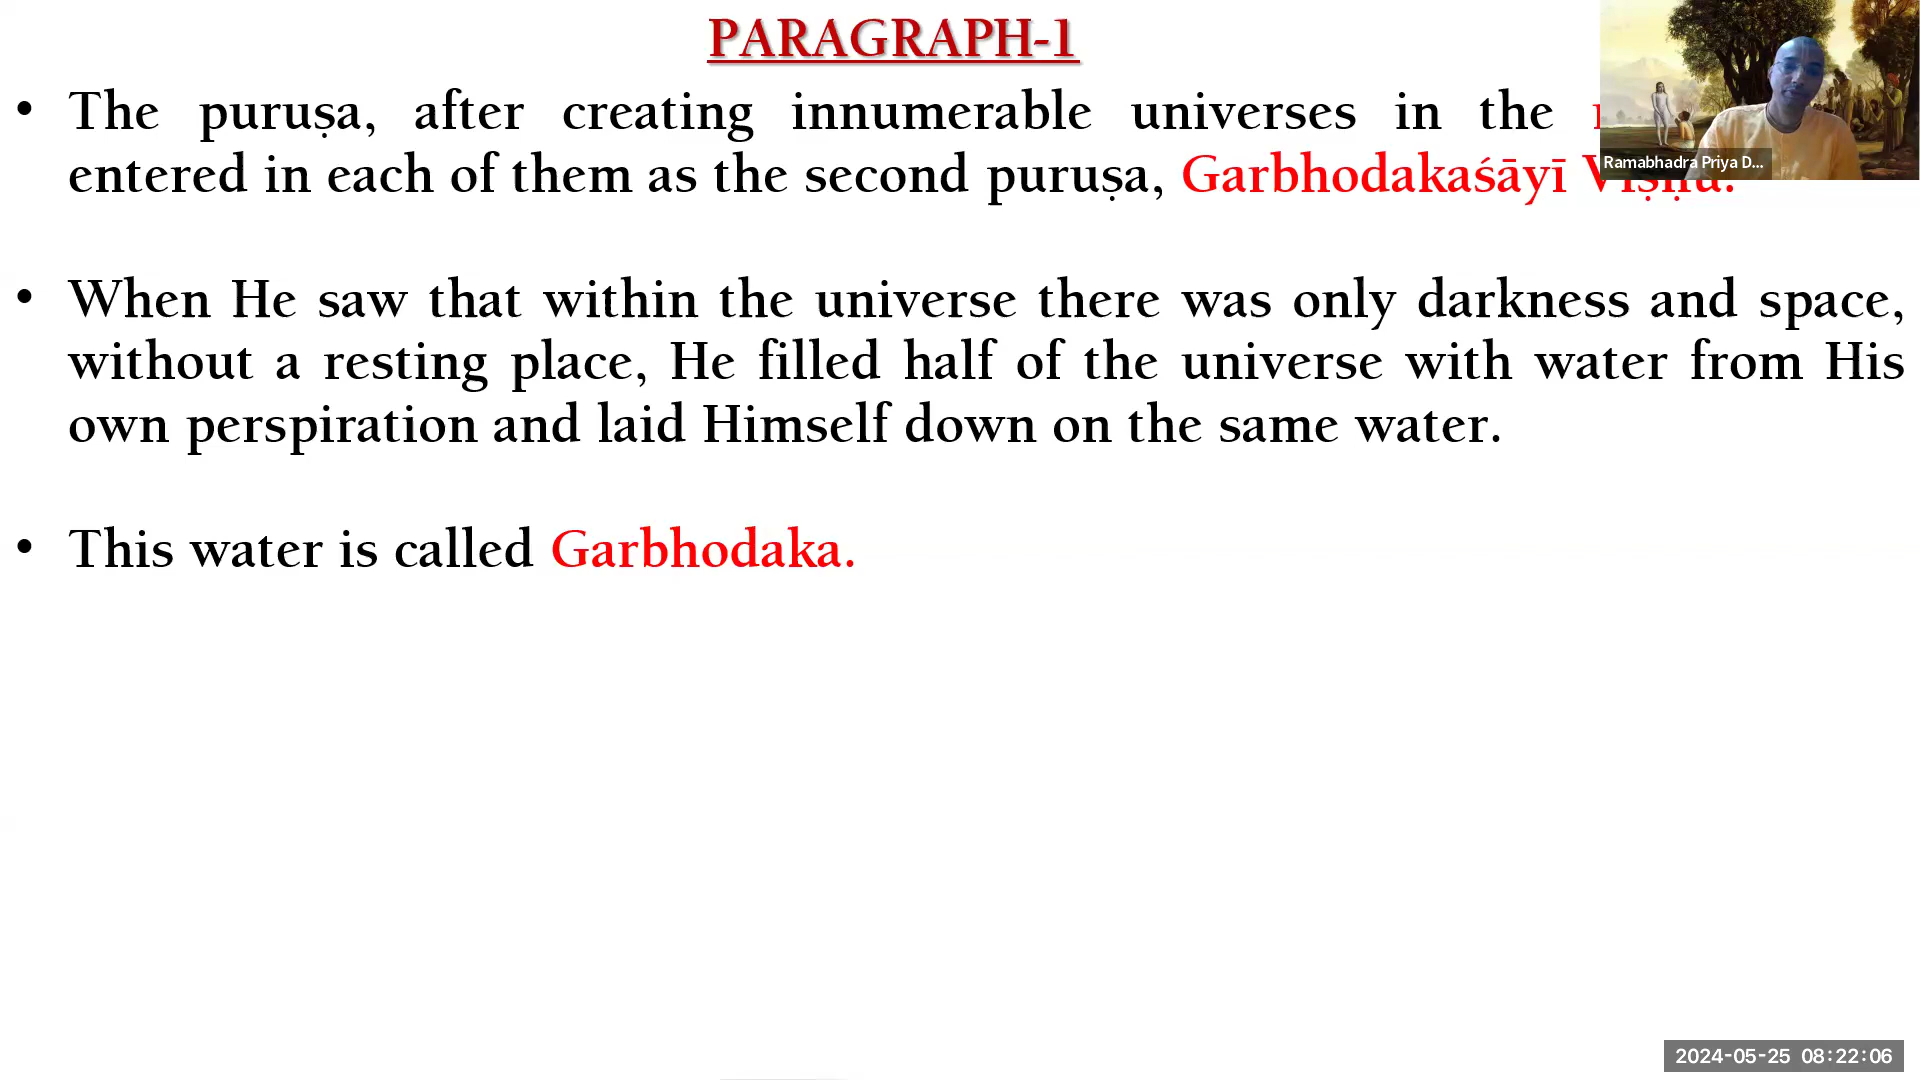 PARAGRAPH-1
• The puruṣa, after creating innumerable universes in the
entered in each of them as the second puruṣa, Garbhodakaśāyī Viṣṇu.
• When He saw that within the universe there was only darkness and space,
without a resting place, He filled half of the universe with water from His
own perspiration and laid Himself down on the same water.
• This water is called Garbhodaka.
Ramabhadra Priya D...
2024-05-25 08:22:06